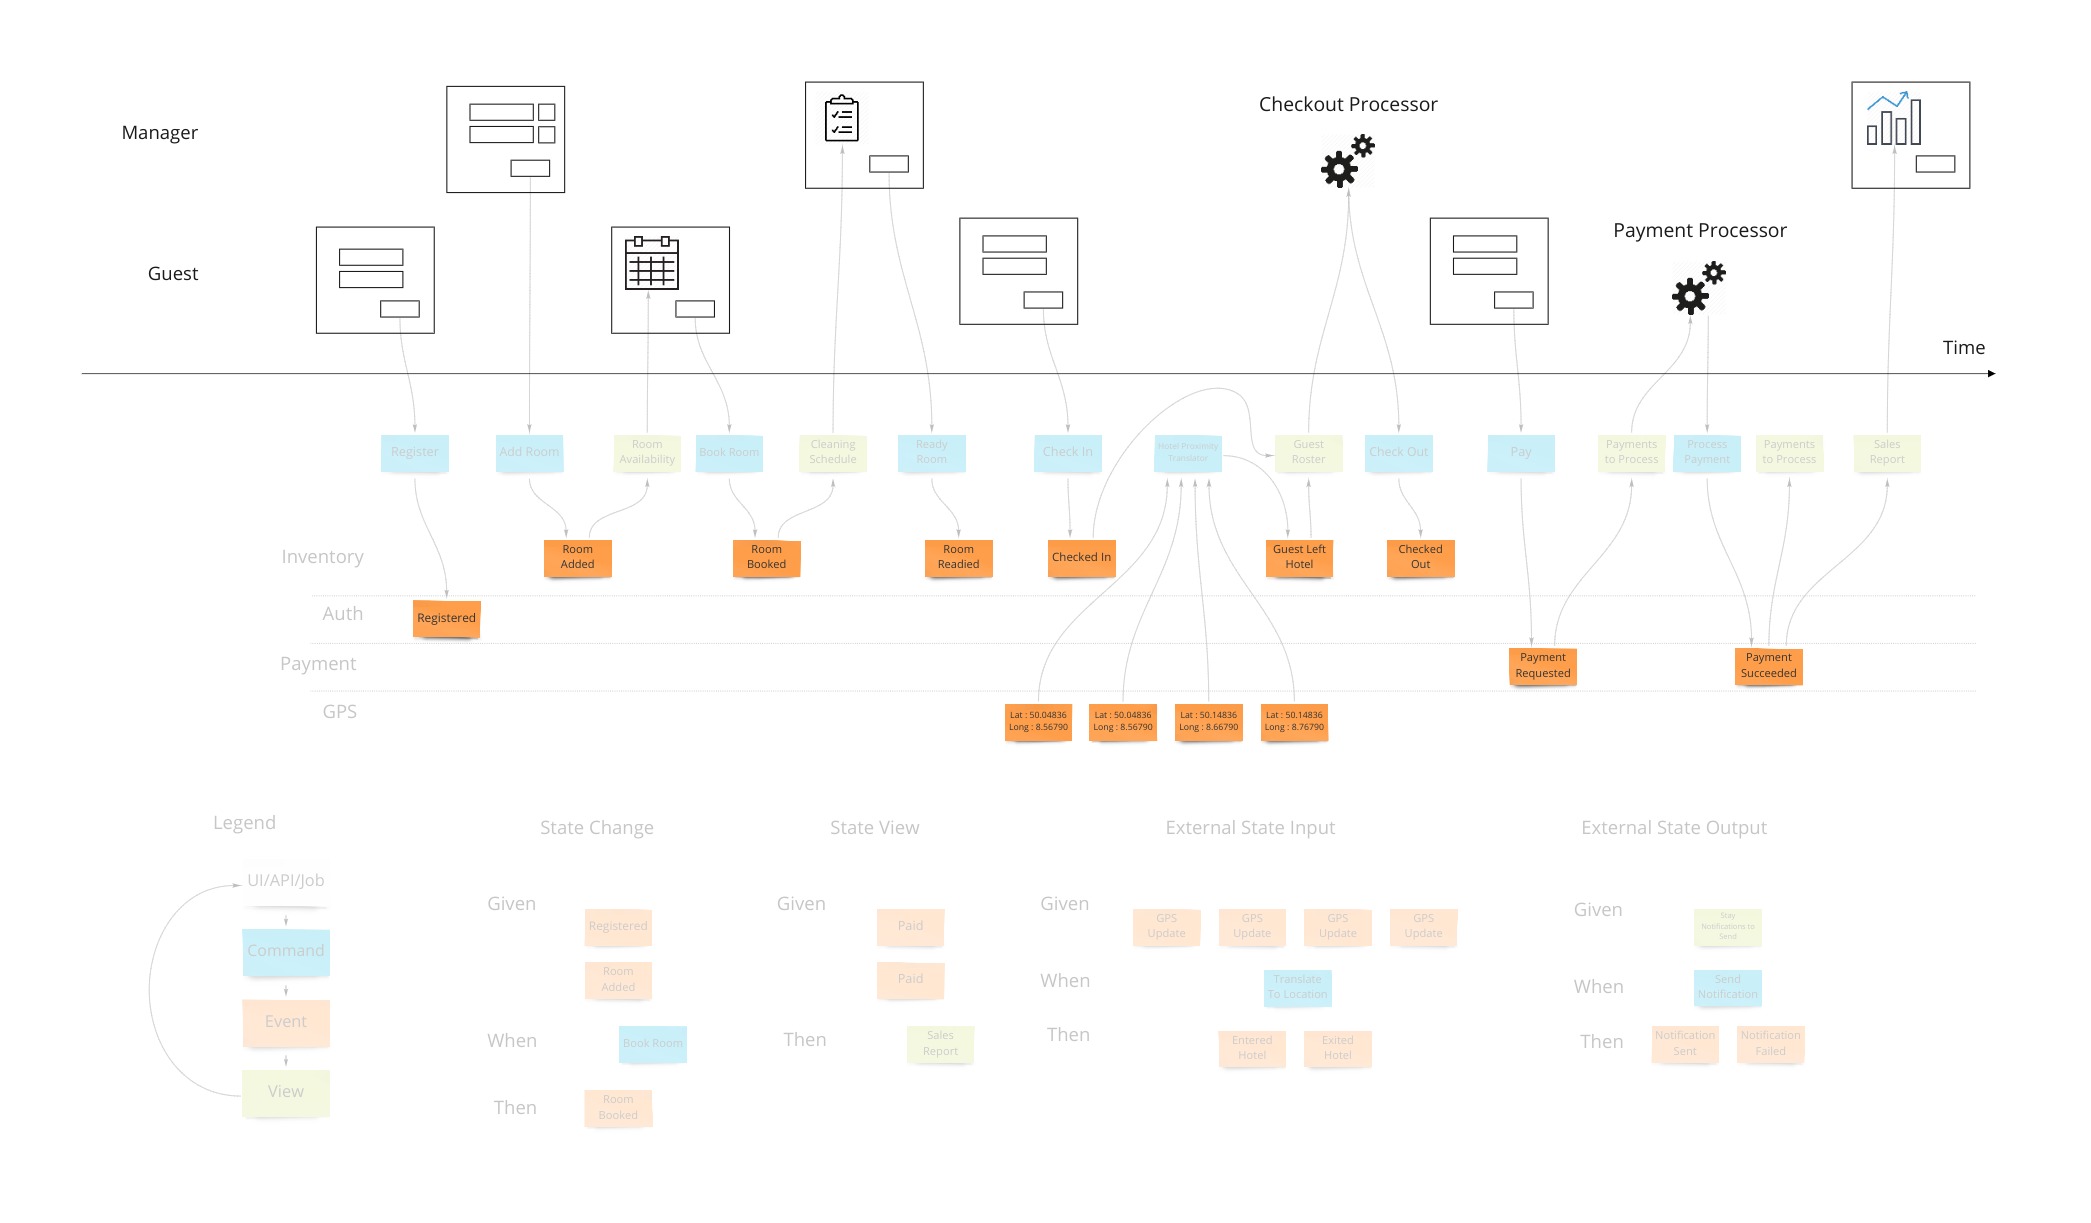 Checkout Processor
Manager
Payment Processor
Guest
Time
Register
Add Room
Room
Availability
Book Room
Cleaning
Schedule
Ready
Room
Check In
Hotel Proximity
Translator
Guest
Roster
Check Out
Pay
Payments
to Process
Process
Payment
Payments
to Process
Sales
Report
Inventory
Room
Added
Room
Booked
Room
Readied
Checked In
Guest Left
Hotel
Checked
Out
Auth
Registered
Payment
Payment
Requested
Payment
Succeeded
GPS
Lat : 50.04836
Long : 8.56790
Lat : 50.04836
Long : 8.56790
Lat : 50.14836
Long : 8.66790
Lat : 50.14836
Long : 8.76790
Legend
UI/API/Job
Command
Event
View
State Change
Given
Registered
Room
Added
When
Book Room
Then
Room
Booked
State View
Given
Paid
Paid
Then
Sales
Report
External State Input
Given
GPS
Update
GPS
Update
GPS
Update
GPS
Update
When
Translate
To Location
Then
Entered
Hotel
Exited
Hotel
External State Output
Given
Stay
Notifications to
Send
When
Send
Notification
Then
Notification
Sent
Notification
Failed